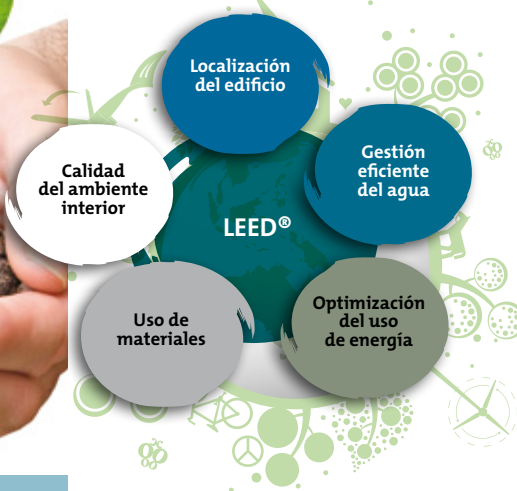 Localización
del edificio
Gestión
eficiente
del agua
Calidad
del ambiente
interior
LEED®
Optimización
del uso
de energía
Uso de
materiales